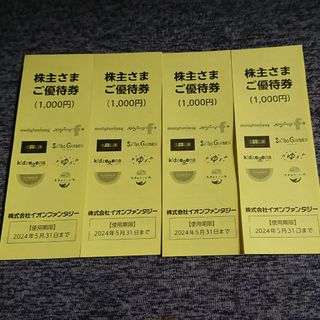 株主さま
ご優待券
(1,000円)
mollyfantasy
kidzooona
株式会社イオンファンタジー
【使用期限】
2024年5月31日まで
株主さま
ご優待券
(1,000円)
mollyfantasy
kidzooona
株式会社イオンファンタジー
【使用期限】
2024年5月31日まで
株主さま
ご優待券
(1,000円)
mollyfantasy
kidzooona
株式会社イオンファンタジー
【使用期限】
2024年5月31日まで
株主さま
ご優待券
(1,000円)
mollyfantasy
kidzooona
株式会社イオンファンタジー
【使用期限】
2024年5月31日まで